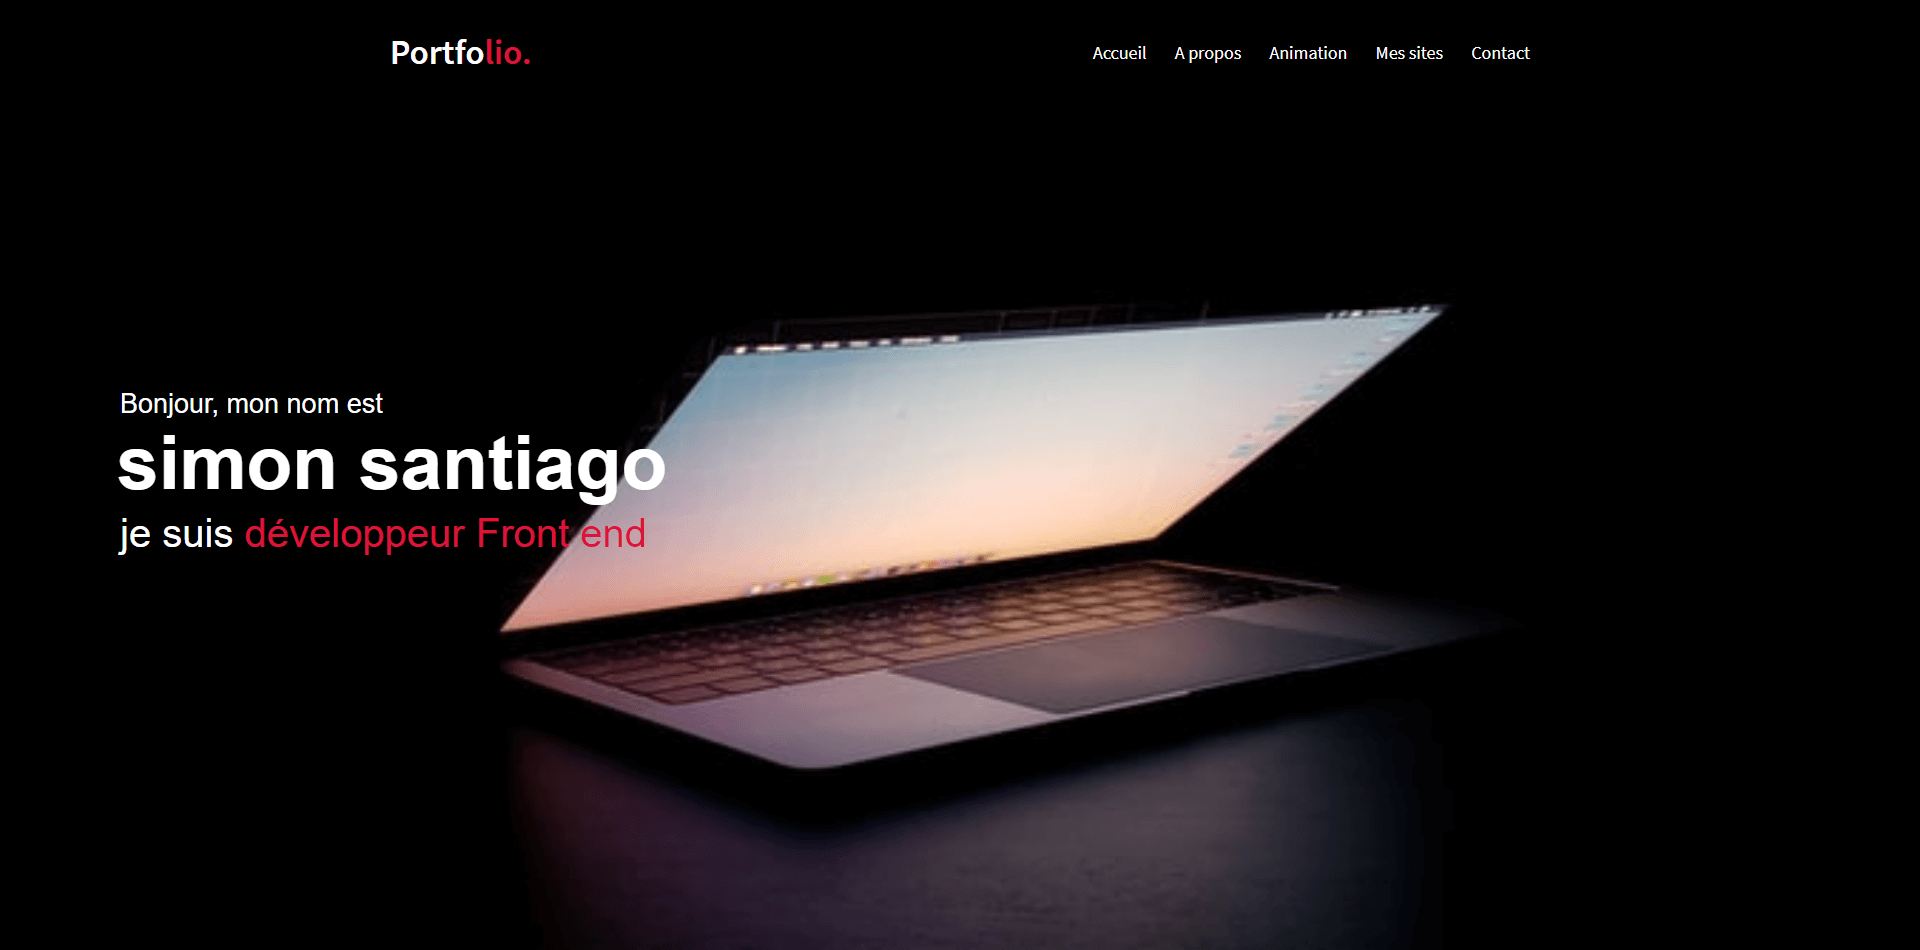 Portfolio.
Accueil A propos Animation Mes sites Contact
Bonjour, mon nom est
simon santiago
je suis développeur Front end